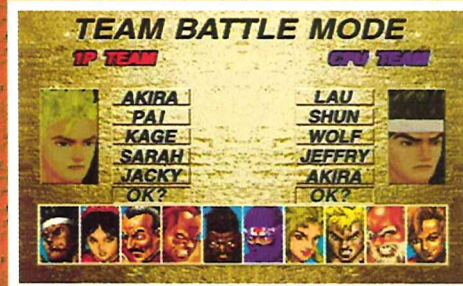 TEAM BATTLE MODE
1P TEAM
CPU TEAM
AKIRA
PAI
KAGE
SARAH
JACKY
OK?
LAU
SHUN
WOLF
JEFFRY
AKIRA
OK?